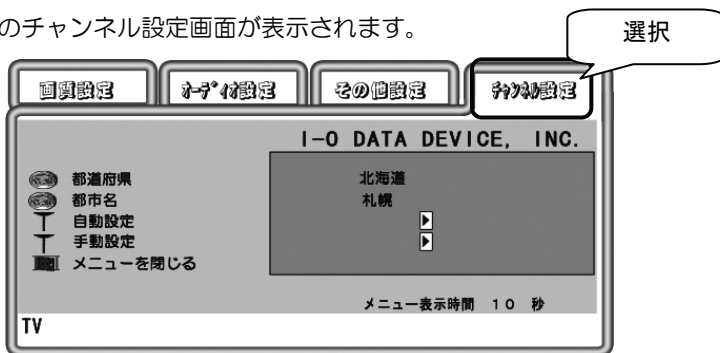 のチャンネル設定画面が表示されます。
選択
画質設定 オーディオ設定 その他設定 チャンネル設定
I-O DATA DEVICE, INC.
都道府県 北海道
都市名 札幌
自動設定
手動設定
メニューを閉じる
メニュー表示時間 10 秒
TV